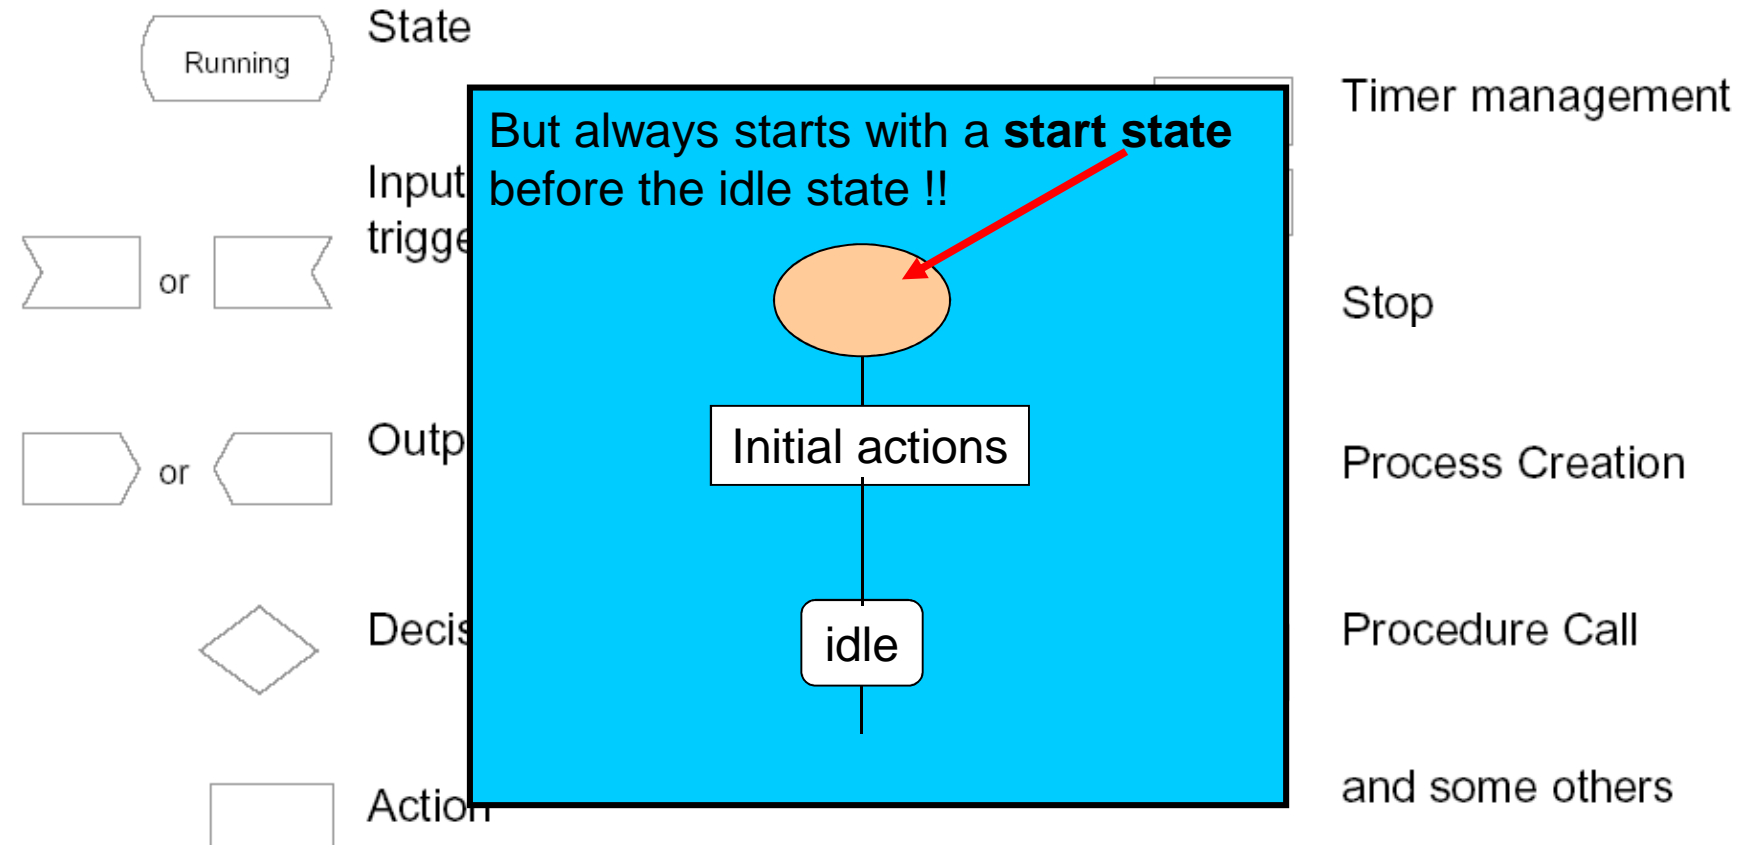 State
Running
Input
trigge
or
Outp
or
Decis
Action
But always starts with a start state
before the idle state !!
Initial actions
idle
Timer management
Stop
Process Creation
Procedure Call
and some others